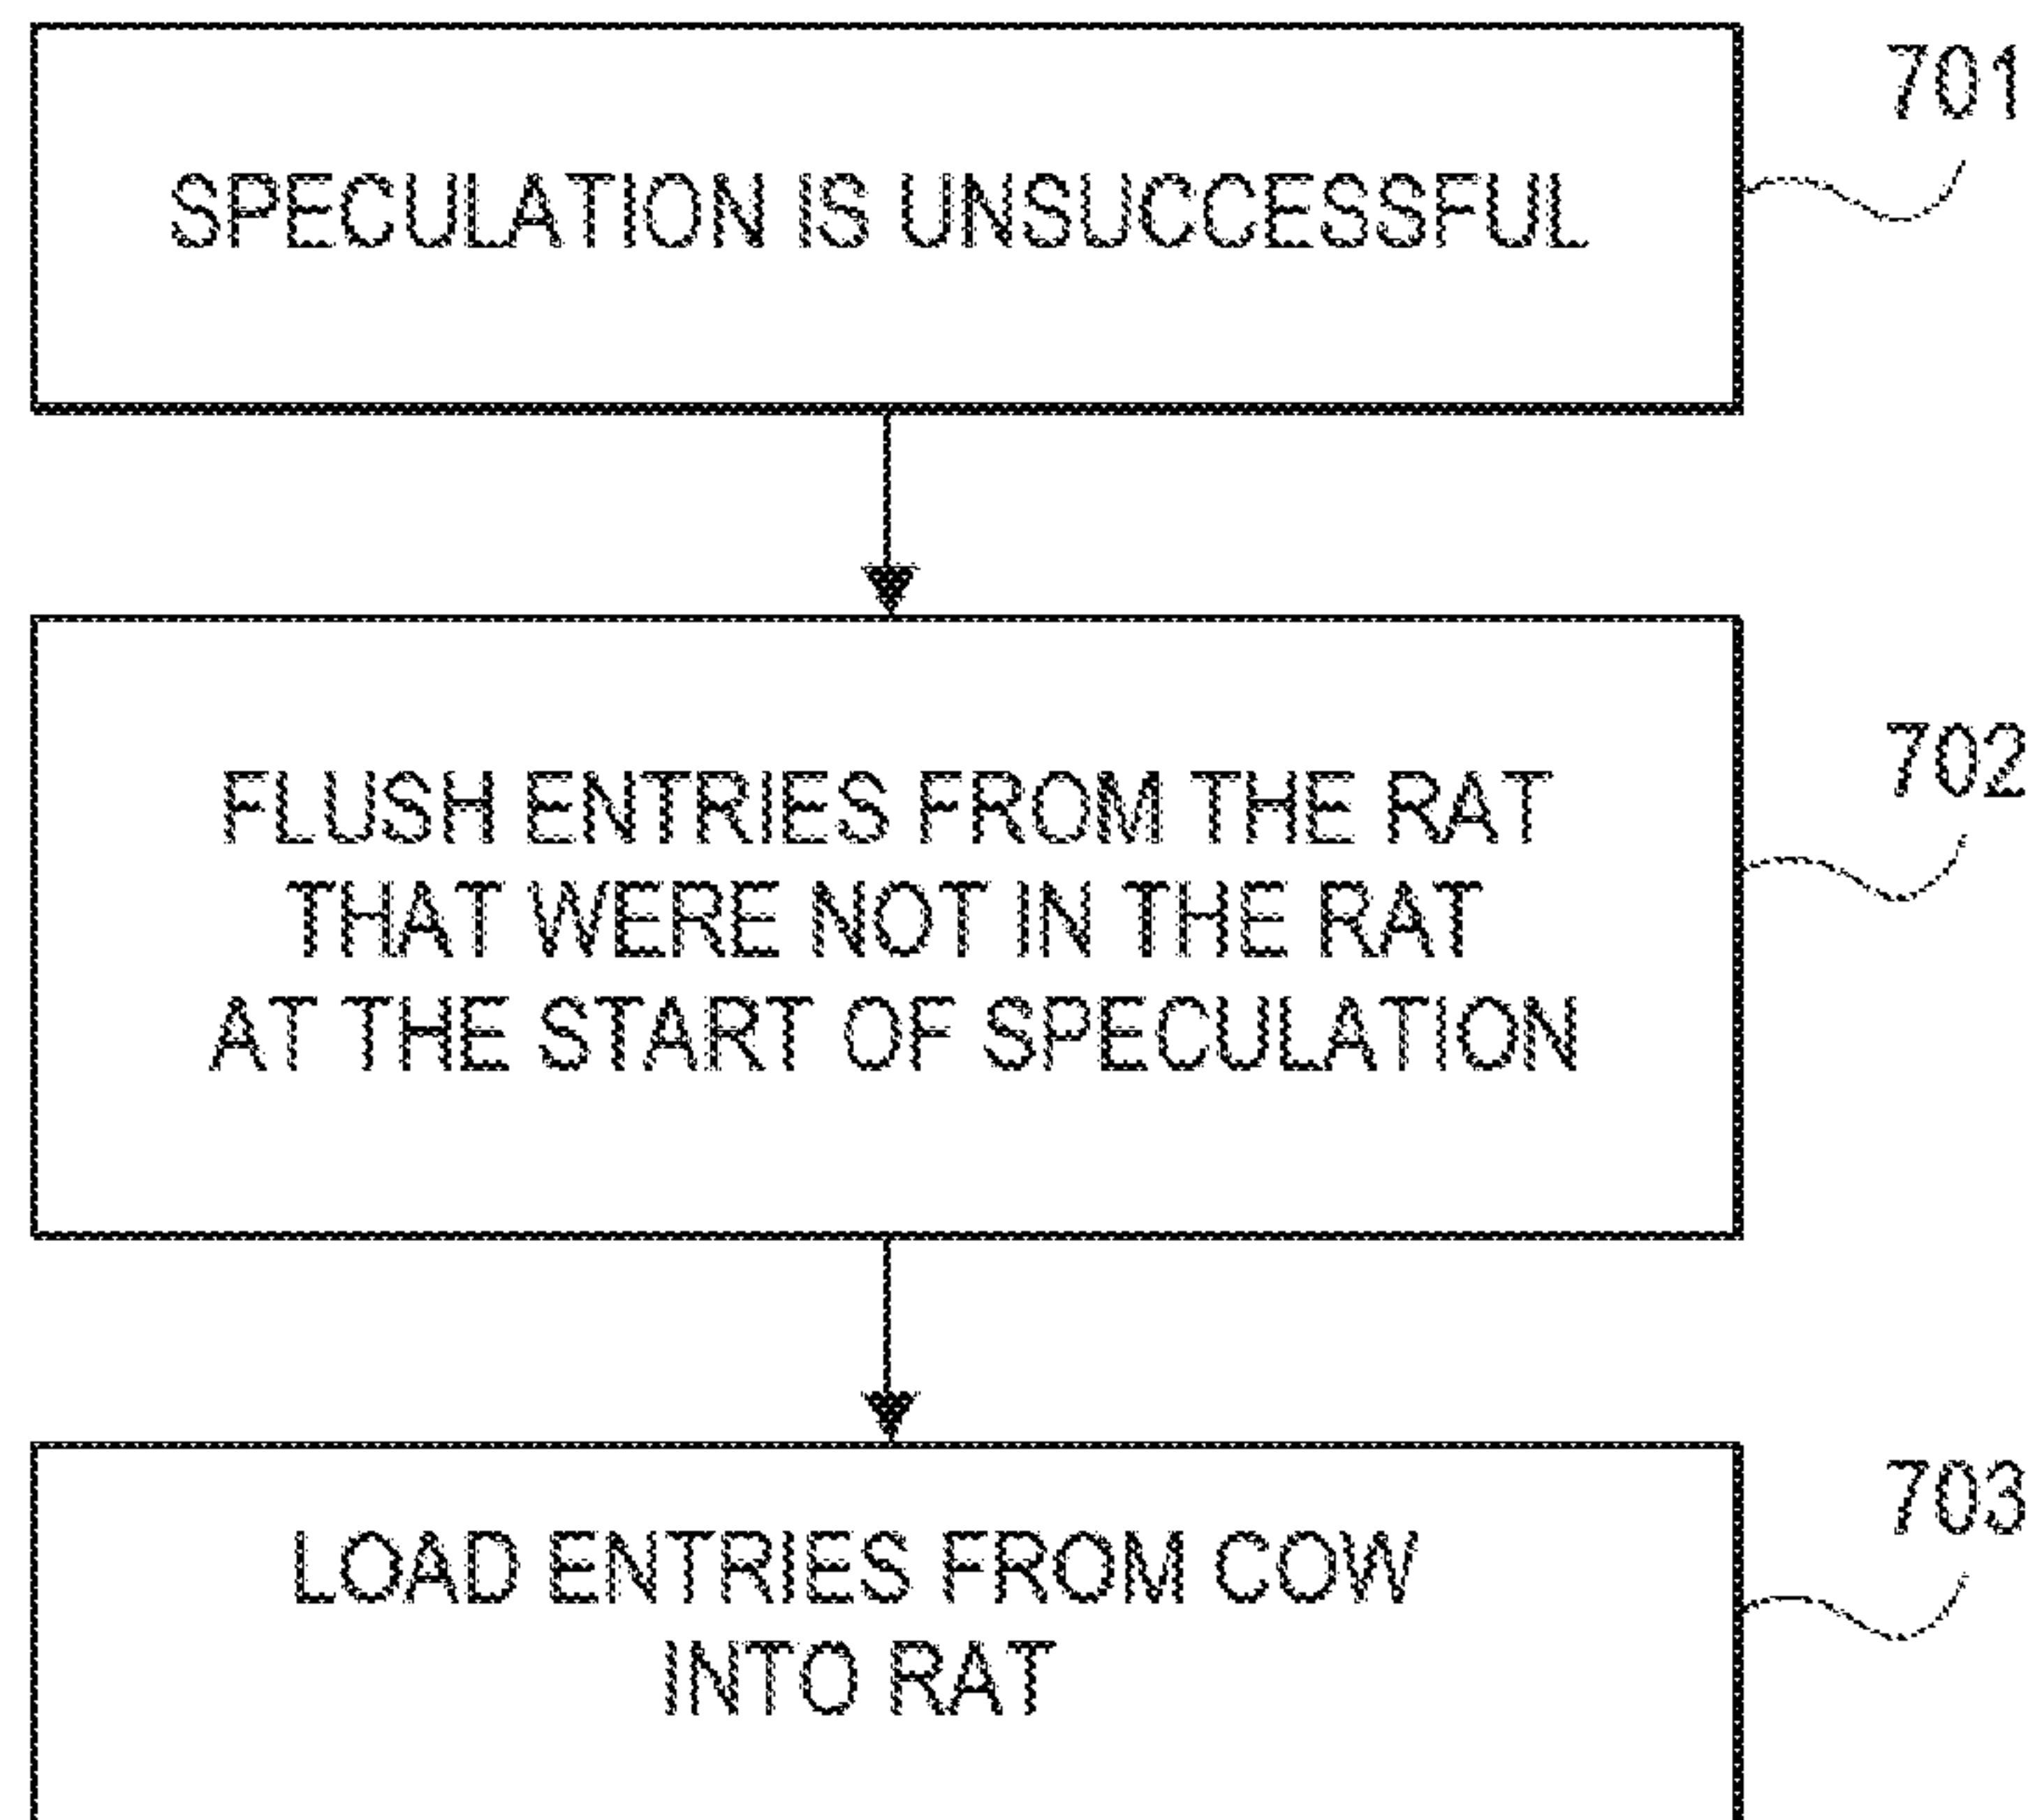 SPECULATION IS UNSUCCESSFUL
701
FLUSH ENTRIES FROM THE RAT
THAT WERE NOT IN THE RAT
AT THE START OF SPECULATION
702
LOAD ENTRIES FROM COW
INTO RAT
703